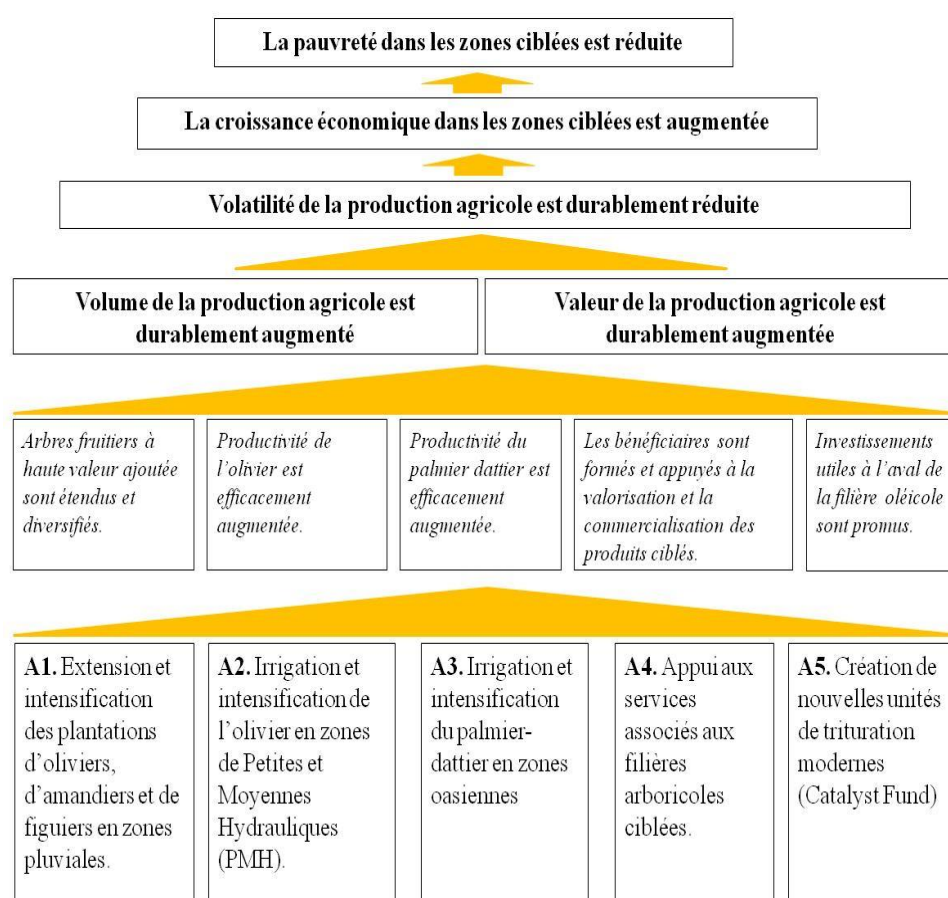 La pauvreté dans les zones ciblées est réduite
La croissance économique dans les zones ciblées est augmentée
Volatilité de la production agricole est durablement réduite
Volume de la production agricole est
durablement augmenté
Valeur de la production agricole est
durablement augmentée
Arbres fruitiers à
haute valeur ajoutée
sont étendus et
diversifiés.
Productivité de
l'olivier est
efficacement
augmentée.
Productivité du
palmier dattier est
efficacement
augmentée.
Les bénéficiaires sont
formés et appuyés à la
valorisation et la
commercialisation des
produits ciblés.
Investissements
utiles à l'aval de
la filière oléicole
sont promus.
A1. Extension et
intensification
des plantations
d'oliviers,
d'amandiers et de
figuiers en zones
pluviales.
A2. Irrigation et
intensification de
l'olivier en zones
de Petites et
Moyennes
Hydrauliques
(PMH).
A3. Irrigation et
intensification
du palmier-
dattier en zones
oasiennes
A4. Appui aux
services
associés aux
filières
arboricoles
ciblées.
A5. Création de
nouvelles unités
de trituration
modernes
(Catalyst Fund)